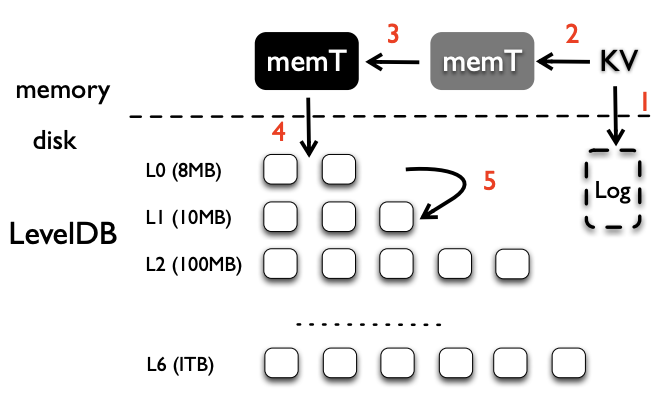 3
2
memT
memT
KV
memory
1
disk
4
L0 (8MB)
5
Log
L1 (10MB)
LevelDB
L2 (100MB)
L6 (1TB)